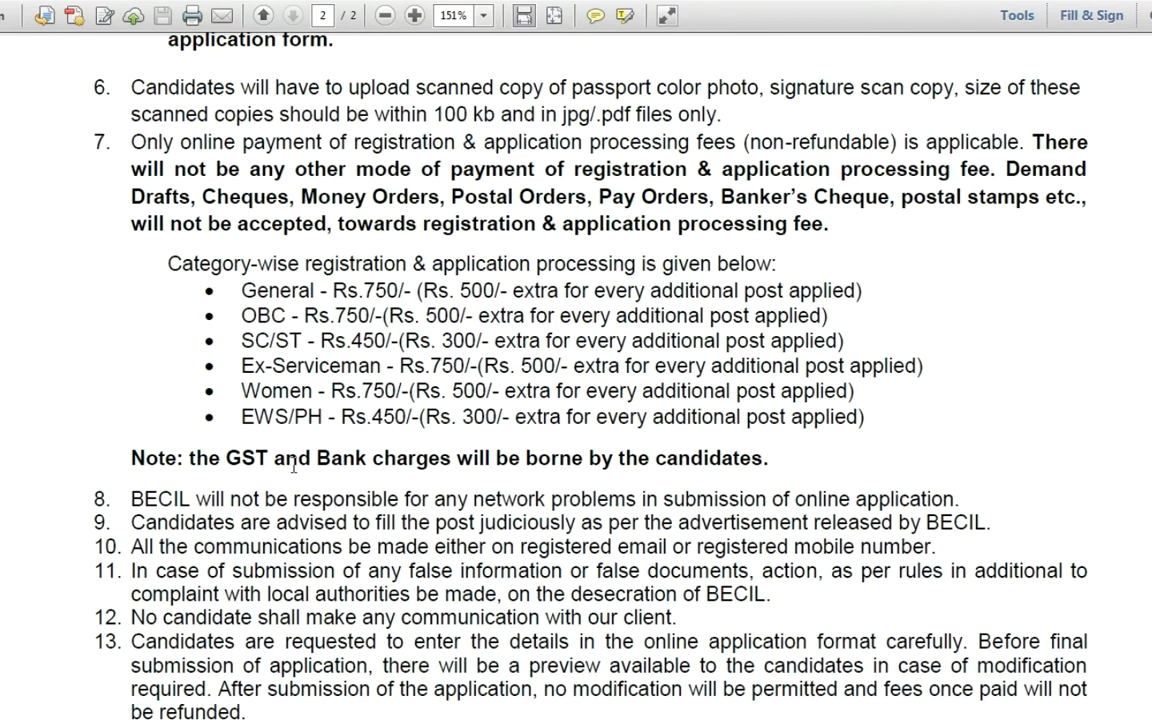 2 / 2
151%
Tools
Fill & Sign
application form.
6. Candidates will have to upload scanned copy of passport color photo, signature scan copy, size of these
scanned copies should be within 100 kb and in jpg/.pdf files only.
7. Only online payment of registration & application processing fees (non-refundable) is applicable. There
will not be any other mode of payment of registration & application processing fee. Demand
Drafts, Cheques, Money Orders, Postal Orders, Pay Orders, Banker's Cheque, postal stamps etc.,
will not be accepted, towards registration & application processing fee.
Category-wise registration & application processing is given below:
• General - Rs.750/- (Rs. 500/- extra for every additional post applied)
• OBC - Rs.750/-(Rs. 500/- extra for every additional post applied)
• SC/ST - Rs.450/-(Rs. 300/- extra for every additional post applied)
• Ex-Serviceman - Rs.750/-(Rs. 500/- extra for every additional post applied)
• Women - Rs.750/-(Rs. 500/- extra for every additional post applied)
• EWS/PH - Rs.450/-(Rs. 300/- extra for every additional post applied)
Note: the GST and Bank charges will be borne by the candidates.
8. BECIL will not be responsible for any network problems in submission of online application.
9. Candidates are advised to fill the post judiciously as per the advertisement released by BECIL.
10. All the communications be made either on registered email or registered mobile number.
11. In case of submission of any false information or false documents, action, as per rules in additional to
complaint with local authorities be made, on the desecration of BECIL.
12. No candidate shall make any communication with our client.
13. Candidates are requested to enter the details in the online application format carefully. Before final
submission of application, there will be a preview available to the candidates in case of modification
required. After submission of the application, no modification will be permitted and fees once paid will not
be refunded.